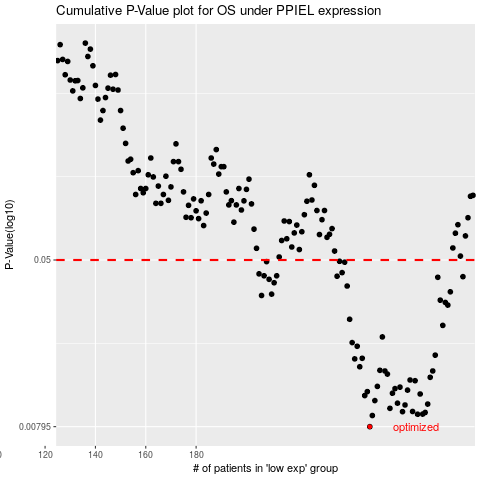 Cumulative P-Value plot for OS under PPIEL expression
P-Value(log10)
0.05
0.00795
optimized
0 120 140 160 180
# of patients in 'low exp' group